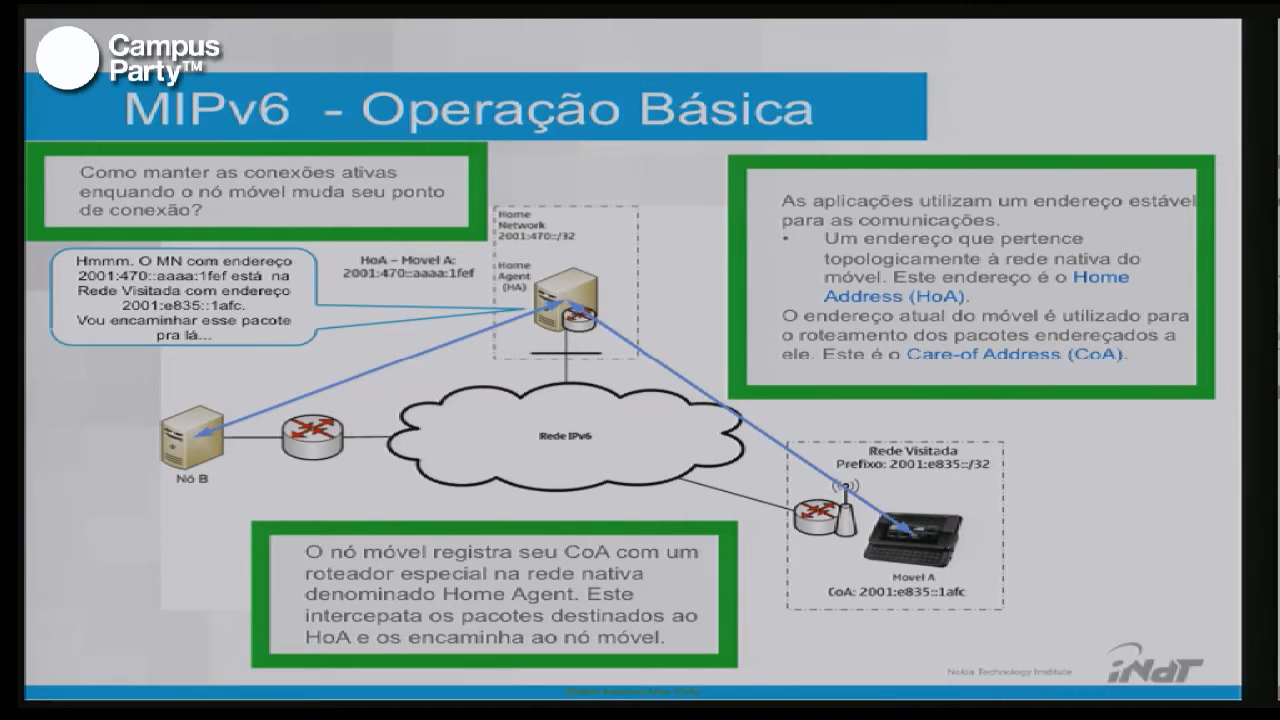 Campus
Party™
MIPv6 - Operação Básica
Como manter as conexões ativas
enquando o nó móvel muda seu ponto
de conexão?
As aplicações utilizam um endereço estável
para as comunicações.
• Um endereço que pertence
topologicamente à rede nativa do
móvel. Este endereço é o Home
Address (HoA).
O endereço atual do móvel é utilizado para
o roteamento dos pacotes endereçados a
ele. Este é o Care-of Address (CoA).
Home
Network
2001:470::/32
Home
Agent
(HA)
HoA – Movel A:
2001:470::aaaa:1fef
Hmmm. O MN com endereço
2001:470::aaaa:1fef está na
Rede Visitada com endereço
2001:e835::1afc.
Vou encaminhar esse pacote
pra lá...
Rede IPv6
Nó B
Rede Visitada
Prefixo: 2001:e835::/32
Movel A
CoA: 2001:e835::1afc
O nó móvel registra seu CoA com um
roteador especial na rede nativa
denominado Home Agent. Este
intercepata os pacotes destinados ao
HoA e os encaminha ao nó móvel.
Nokia Technology Institute
iNdT